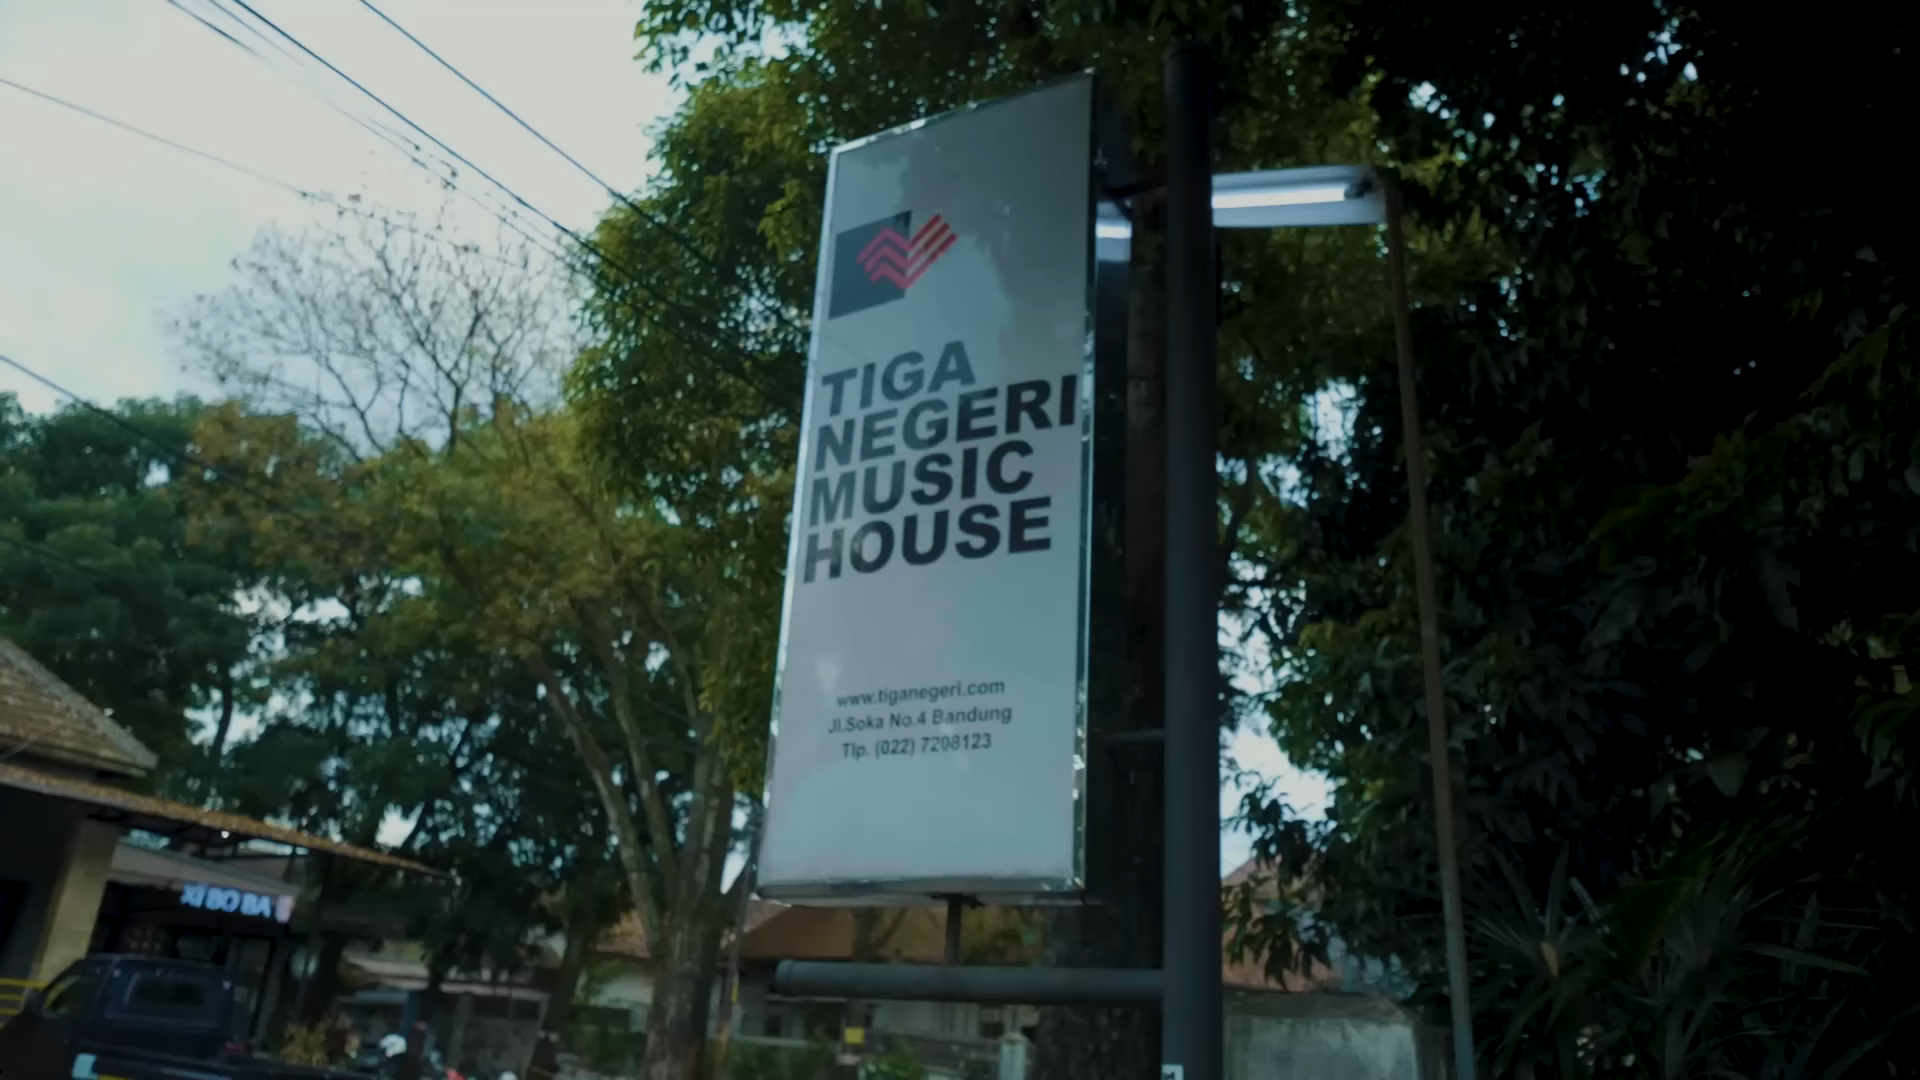 TIGA
NEGERI
MUSIC
HOUSE
www.tiganegeri.com
Jl.Soka No.4 Bandung
Tlp. (022) 7208123
XI BO BA